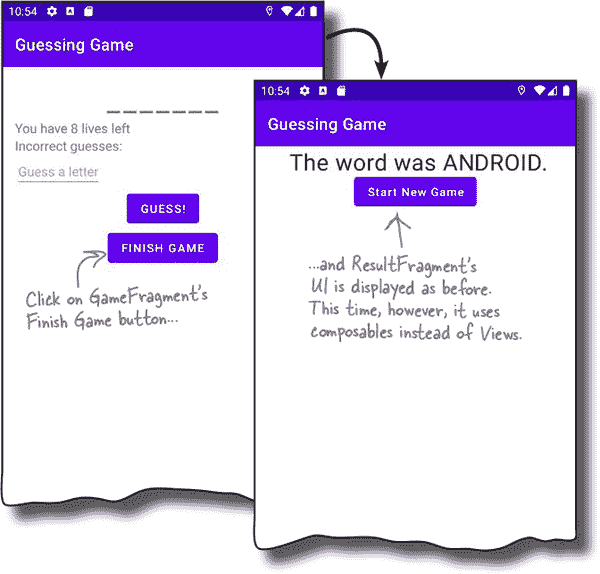 10:54
Guessing Game
_ _ _ _ _ _ _
You have 8 lives left
Incorrect guesses:
Guess a letter
GUESS!
FINISH GAME
Click on GameFragment's
Finish Game button...
10:54
Guessing Game
The word was ANDROID.
Start New Game
...and ResultFragment's
UI is displayed as before.
This time, however, it uses
composables instead of Views.